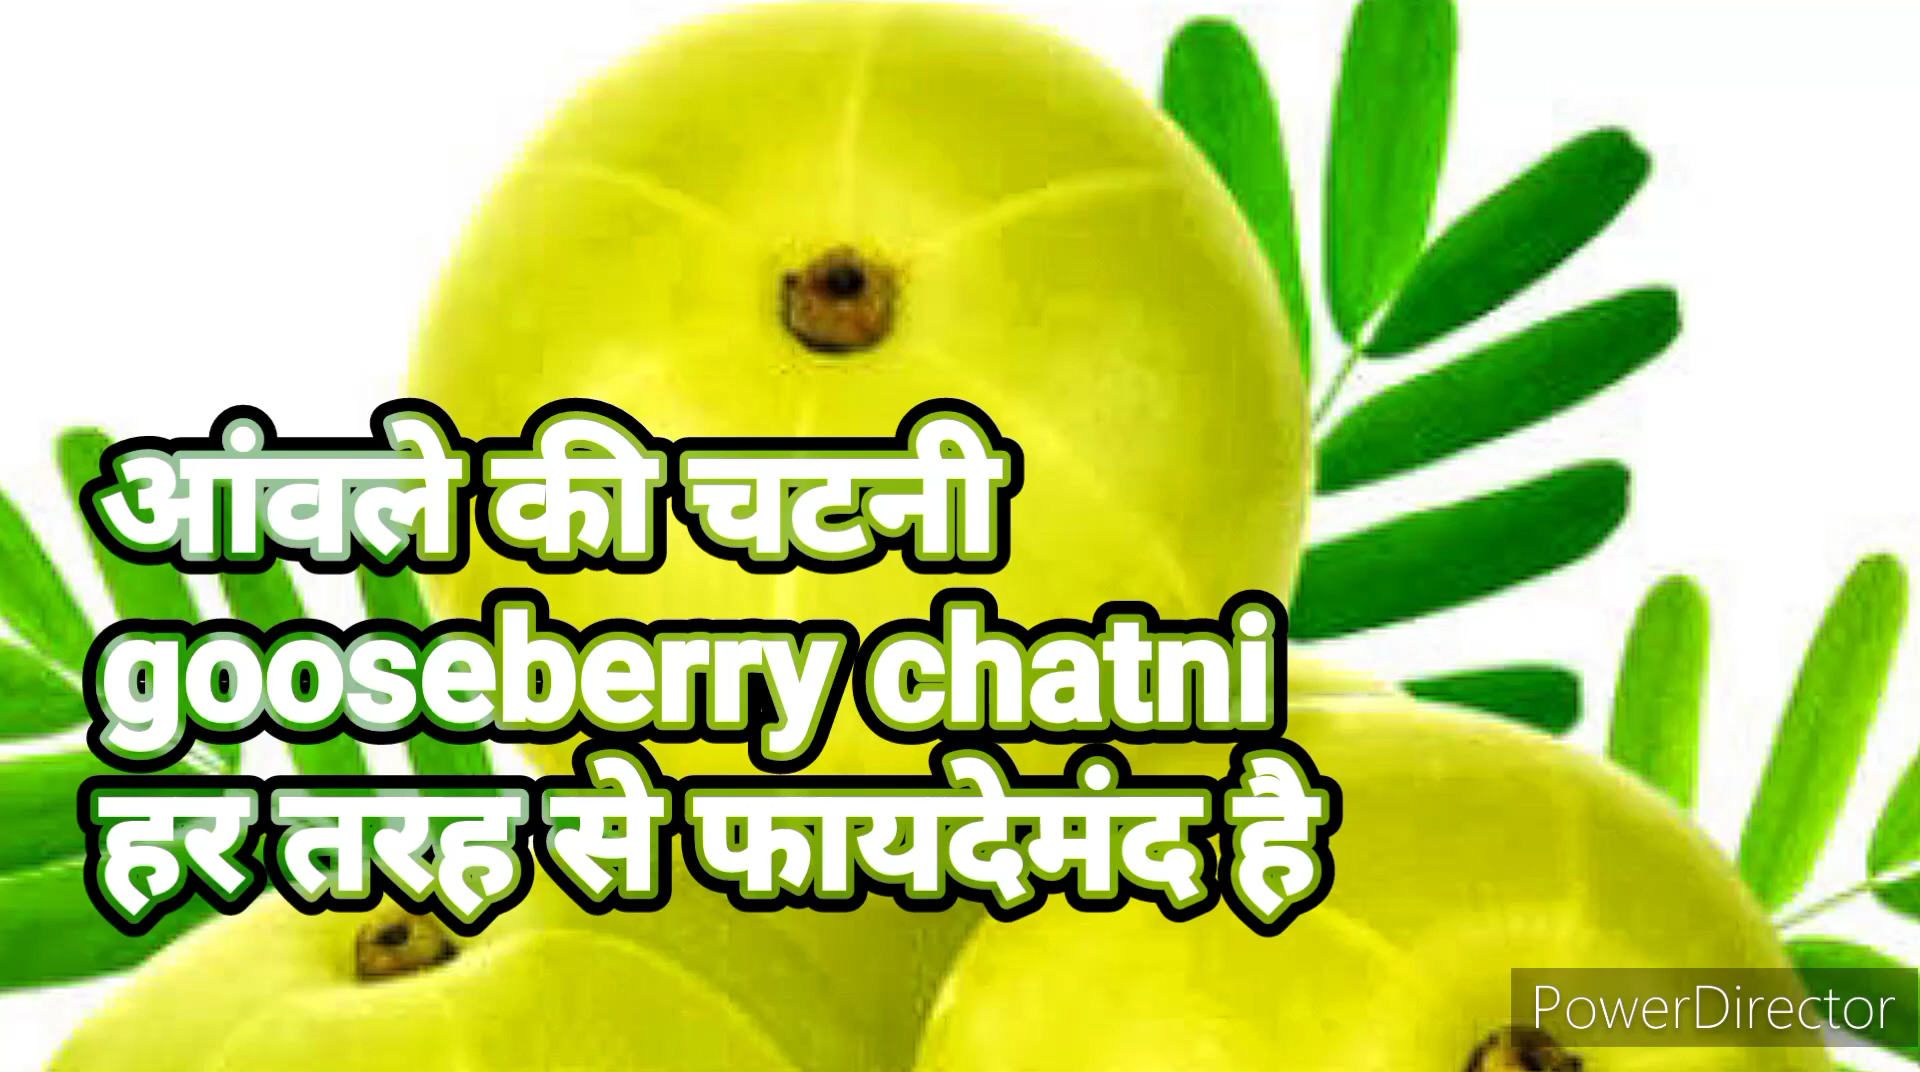 आंवले की चटनी
gooseberry chatni
हर तरह से फायदेमंद है
PowerDirector